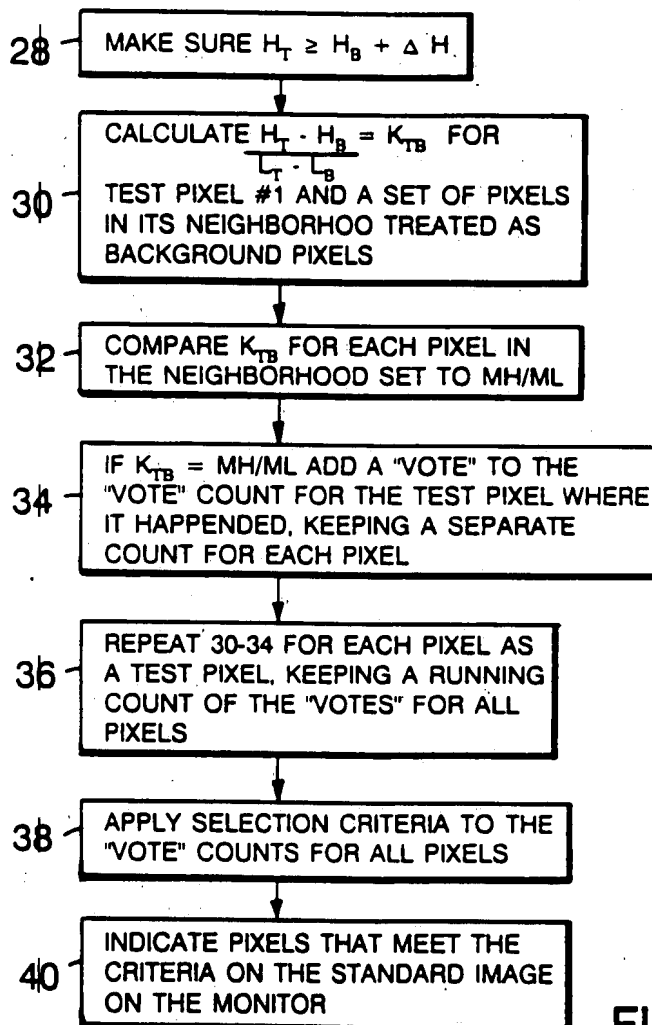 28 MAKE SURE H_T ≥ H_B + Δ H
CALCULATE H_T - H_B = K_TB FOR
L_T - L_B
30 TEST PIXEL #1 AND A SET OF PIXELS
IN ITS NEIGHBORHOO TREATED AS
BACKGROUND PIXELS
32 COMPARE K_TB FOR EACH PIXEL IN
THE NEIGHBORHOOD SET TO MH/ML
IF K_TB = MH/ML ADD A "VOTE" TO THE
34 "VOTE" COUNT FOR THE TEST PIXEL WHERE
IT HAPPENDED, KEEPING A SEPARATE
COUNT FOR EACH PIXEL
REPEAT 30-34 FOR EACH PIXEL AS
36 A TEST PIXEL, KEEPING A RUNNING
COUNT OF THE "VOTES" FOR ALL
PIXELS
38 APPLY SELECTION CRITERIA TO THE
"VOTE" COUNTS FOR ALL PIXELS
INDICATE PIXELS THAT MEET THE
40 CRITERIA ON THE STANDARD IMAGE
ON THE MONITOR